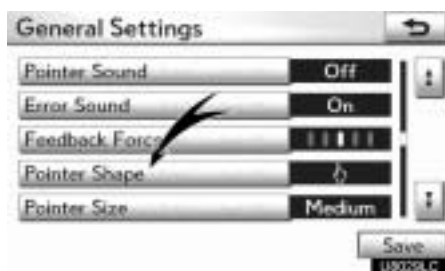 General Settings
Pointer Sound Off
Error Sound On
Feedback Force
Pointer Shape
Pointer Size Medium
Save